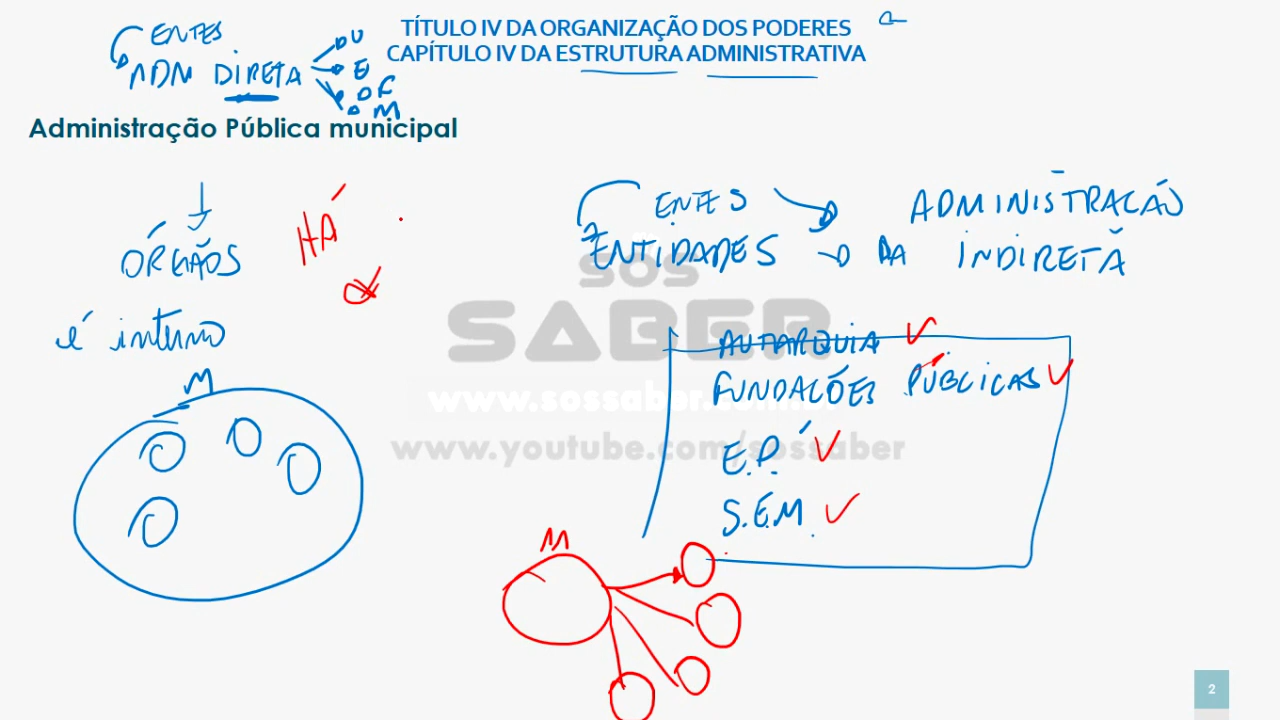 TÍTULO IV DA ORGANIZAÇÃO DOS PODERES
CAPÍTULO IV DA ESTRUTURA ADMINISTRATIVA
ENTES
ADM DIRETA
U
E
DF
M
Administração Pública municipal
ÓRGÃOS
HÁ
é interno
M
ENTES
ENTIDADES
ADMINISTRAÇÃO
DA INDIRETA
SOS
SABER
AUTARQUIA
FUNDAÇÕES PÚBLICAS
E.P.
S.E.M
www.sossaber.com.br
www.youtube.com/sossaber
M
2